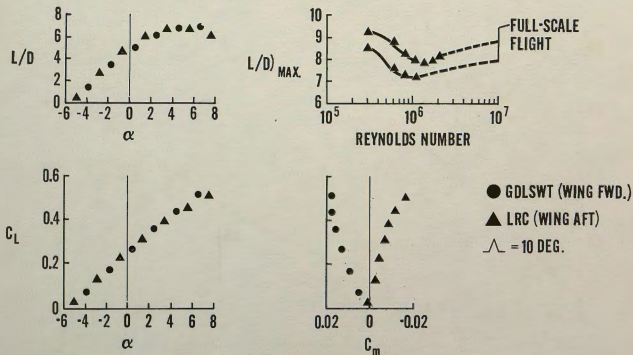 8
6
L/D
4
2
0
-6 -4 -2 0 2 4 6 8
α
10
9
L/D) MAX.
8
7
6
10^5 10^6 10^7
REYNOLDS NUMBER
FULL-SCALE
FLIGHT
0.6
0.4
C_L
0.2
0
-6 -4 -2 0 2 4 6 8
α
0.02 0 -0.02
C_m
● GDLSWT (WING FWD.)
▲ LRC (WING AFT)
Λ = 10 DEG.